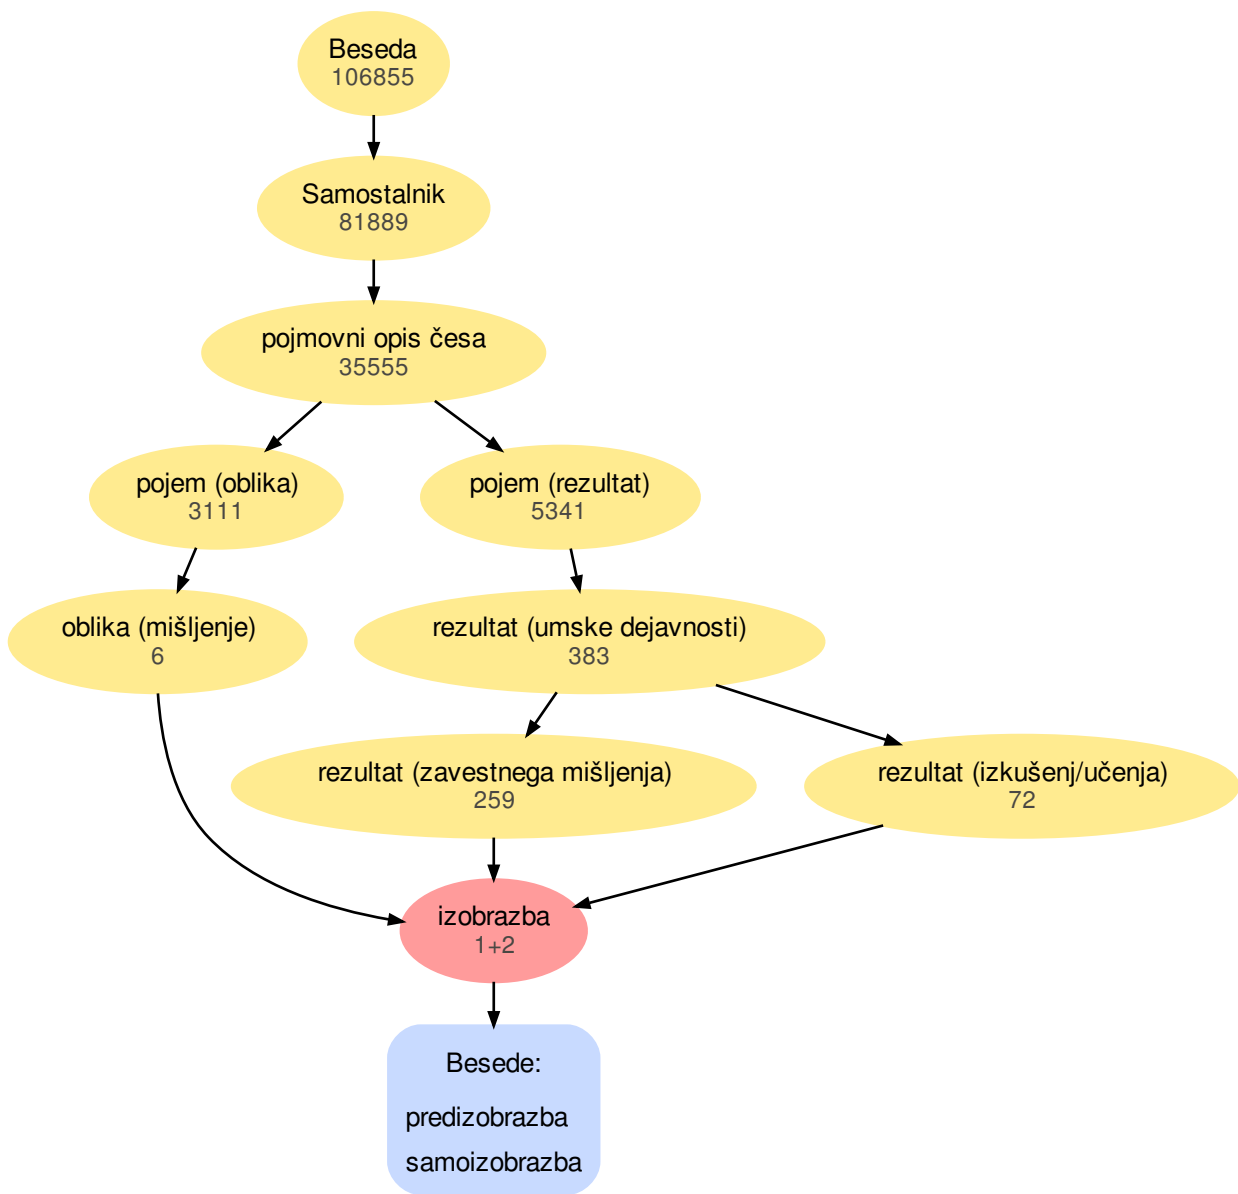 Beseda
106855
Samostalnik
81889
pojmovni opis česa
35555
pojem (oblika)
3111
pojem (rezultat)
5341
oblika (mišljenje)
6
rezultat (umske dejavnosti)
383
rezultat (zavestnega mišljenja)
259
rezultat (izkušenj/učenja)
72
izobrazba
1+2
Besede:
predizobrazba
samoizobrazba